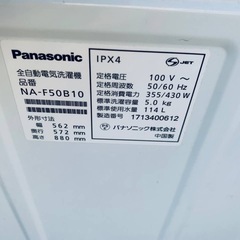 Panasonic
全自動電気洗濯機
品番
NA-F50B10
外形寸法
幅 562 mm
奥行 572 mm
高さ 880 mm
IPX4
JET
定格電圧 100 V～
定格周波数 50/60 Hz
定格消費電力 355/430 W
標準洗濯容量 5.0 kg
標準使用水量 114 L
1713400612
パナソニック株式会社
中国製